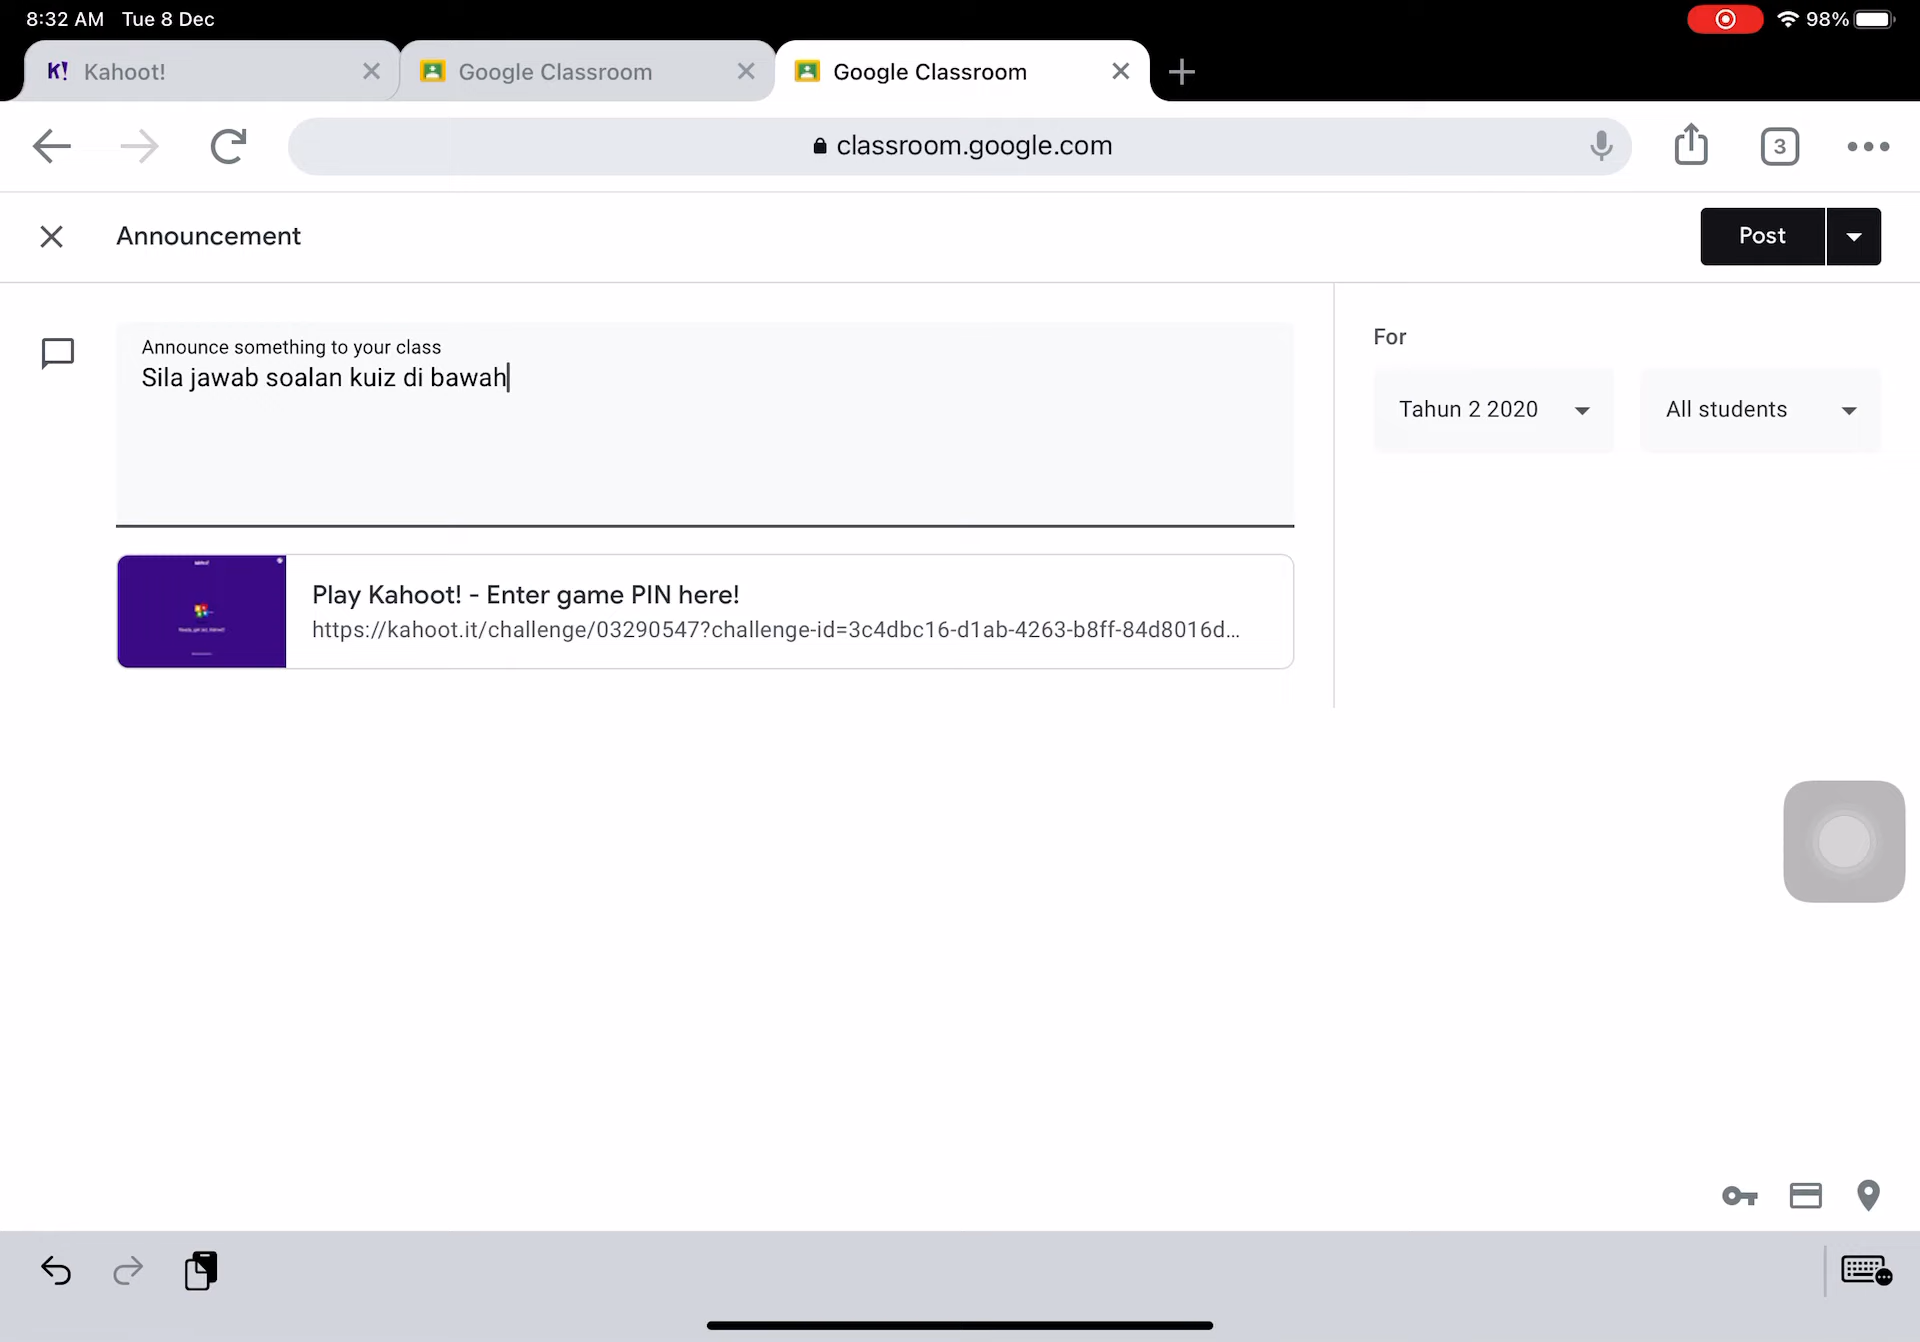 8:32 AM Tue 8 Dec
98%
K! Kahoot!
Google Classroom
Google Classroom
classroom.google.com
3
Announcement
Post
Announce something to your class
Sila jawab soalan kuiz di bawah
For
Tahun 2 2020
All students
Play Kahoot! - Enter game PIN here!
https://kahoot.it/challenge/03290547?challenge-id=3c4dbc16-d1ab-4263-b8ff-84d8016d...